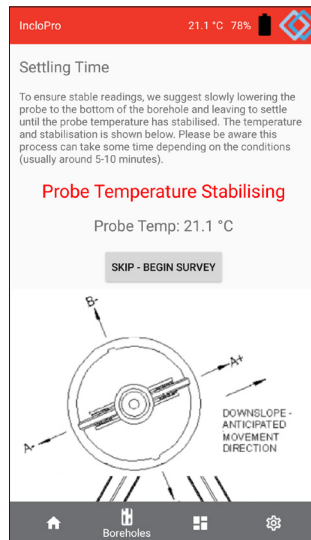 IncloPro 21.1 °C 78%
Settling Time
To ensure stable readings, we suggest slowly lowering the
probe to the bottom of the borehole and leaving to settle
until the probe temperature has stabilised. The temperature
and stabilisation is shown below. Please be aware this
process can take some time depending on the conditions
(usually around 5-10 minutes).
Probe Temperature Stabilising
Probe Temp: 21.1 °C
SKIP - BEGIN SURVEY
B-
A+
DOWNSLOPE -
ANTICIPATED
MOVEMENT
DIRECTION
A-
Boreholes